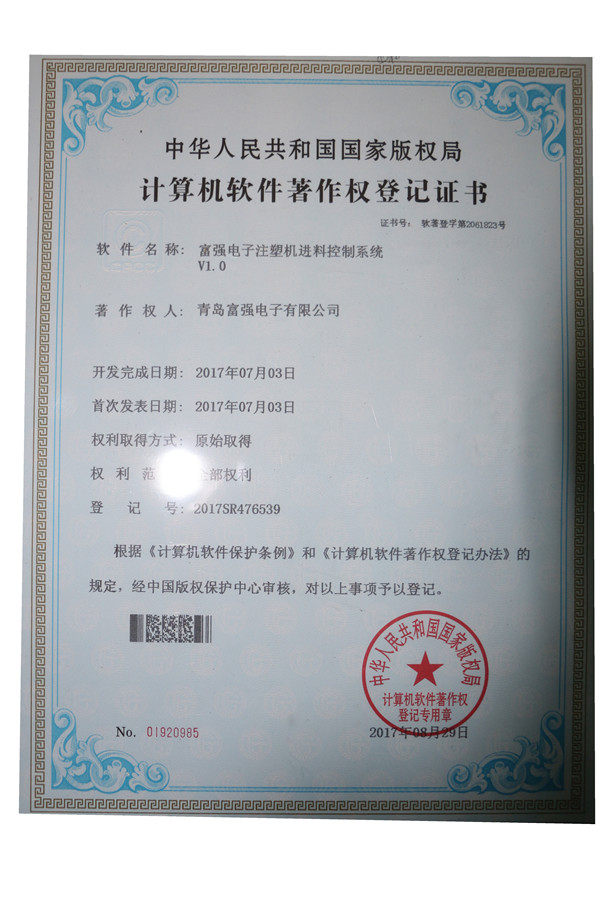 中华人民共和国国家版权局
计算机软件著作权登记证书
证书号： 软著登字第2061823号
软件名称： 富强电子注塑机进料控制系统
V1.0
著作权人： 青岛富强电子有限公司
开发完成日期： 2017年07月03日
首次发表日期： 2017年07月03日
权利取得方式： 原始取得
权利范 全部权利
登记号： 2017SR476539
根据《计算机软件保护条例》和《计算机软件著作权登记办法》的
规定，经中国版权保护中心审核，对以上事项予以登记。
中华人民共和国国家版权局
计算机软件著作权
登记专用章
No. 01920985
2017年08月29日